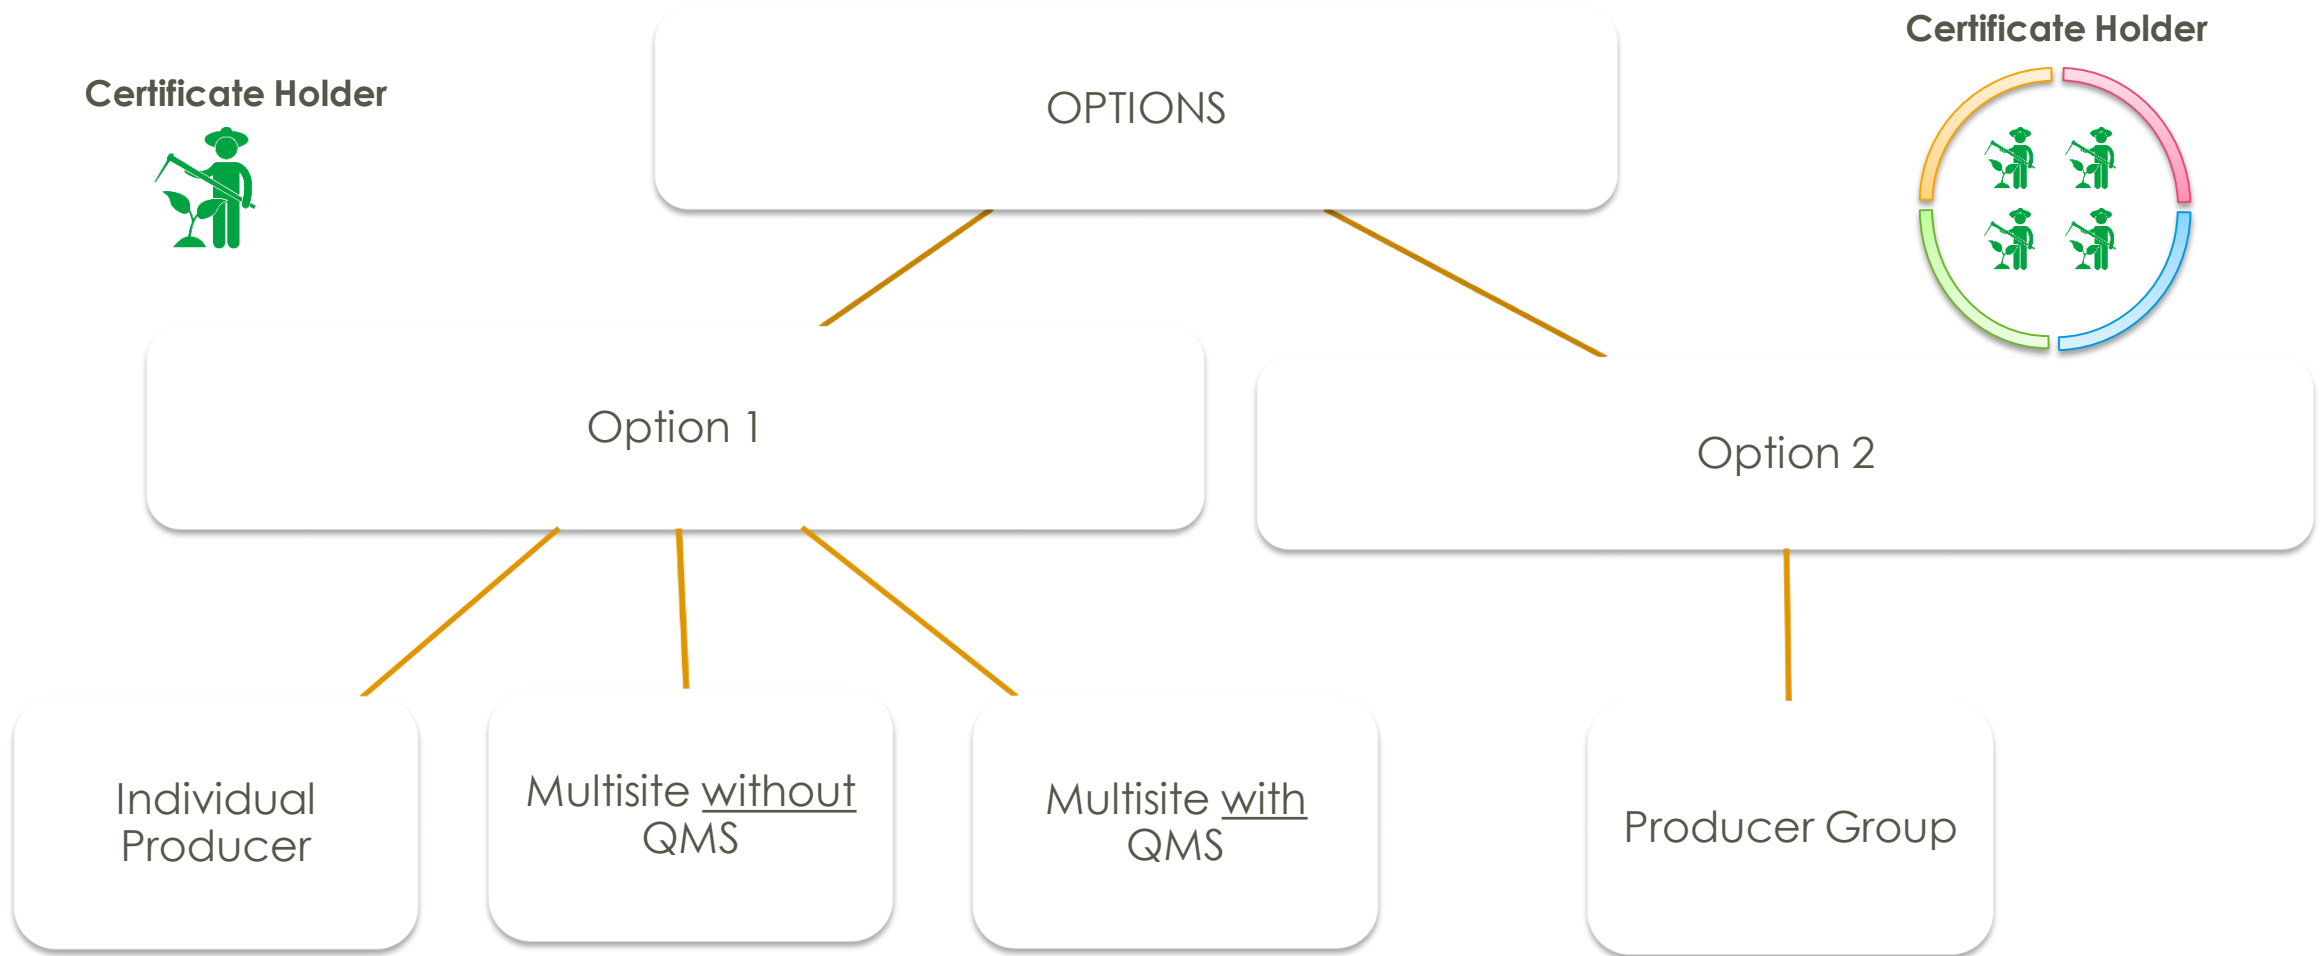 Certificate Holder
OPTIONS
Certificate Holder
Option 1
Option 2
Individual
Producer
Multisite without
QMS
Multisite with
QMS
Producer Group